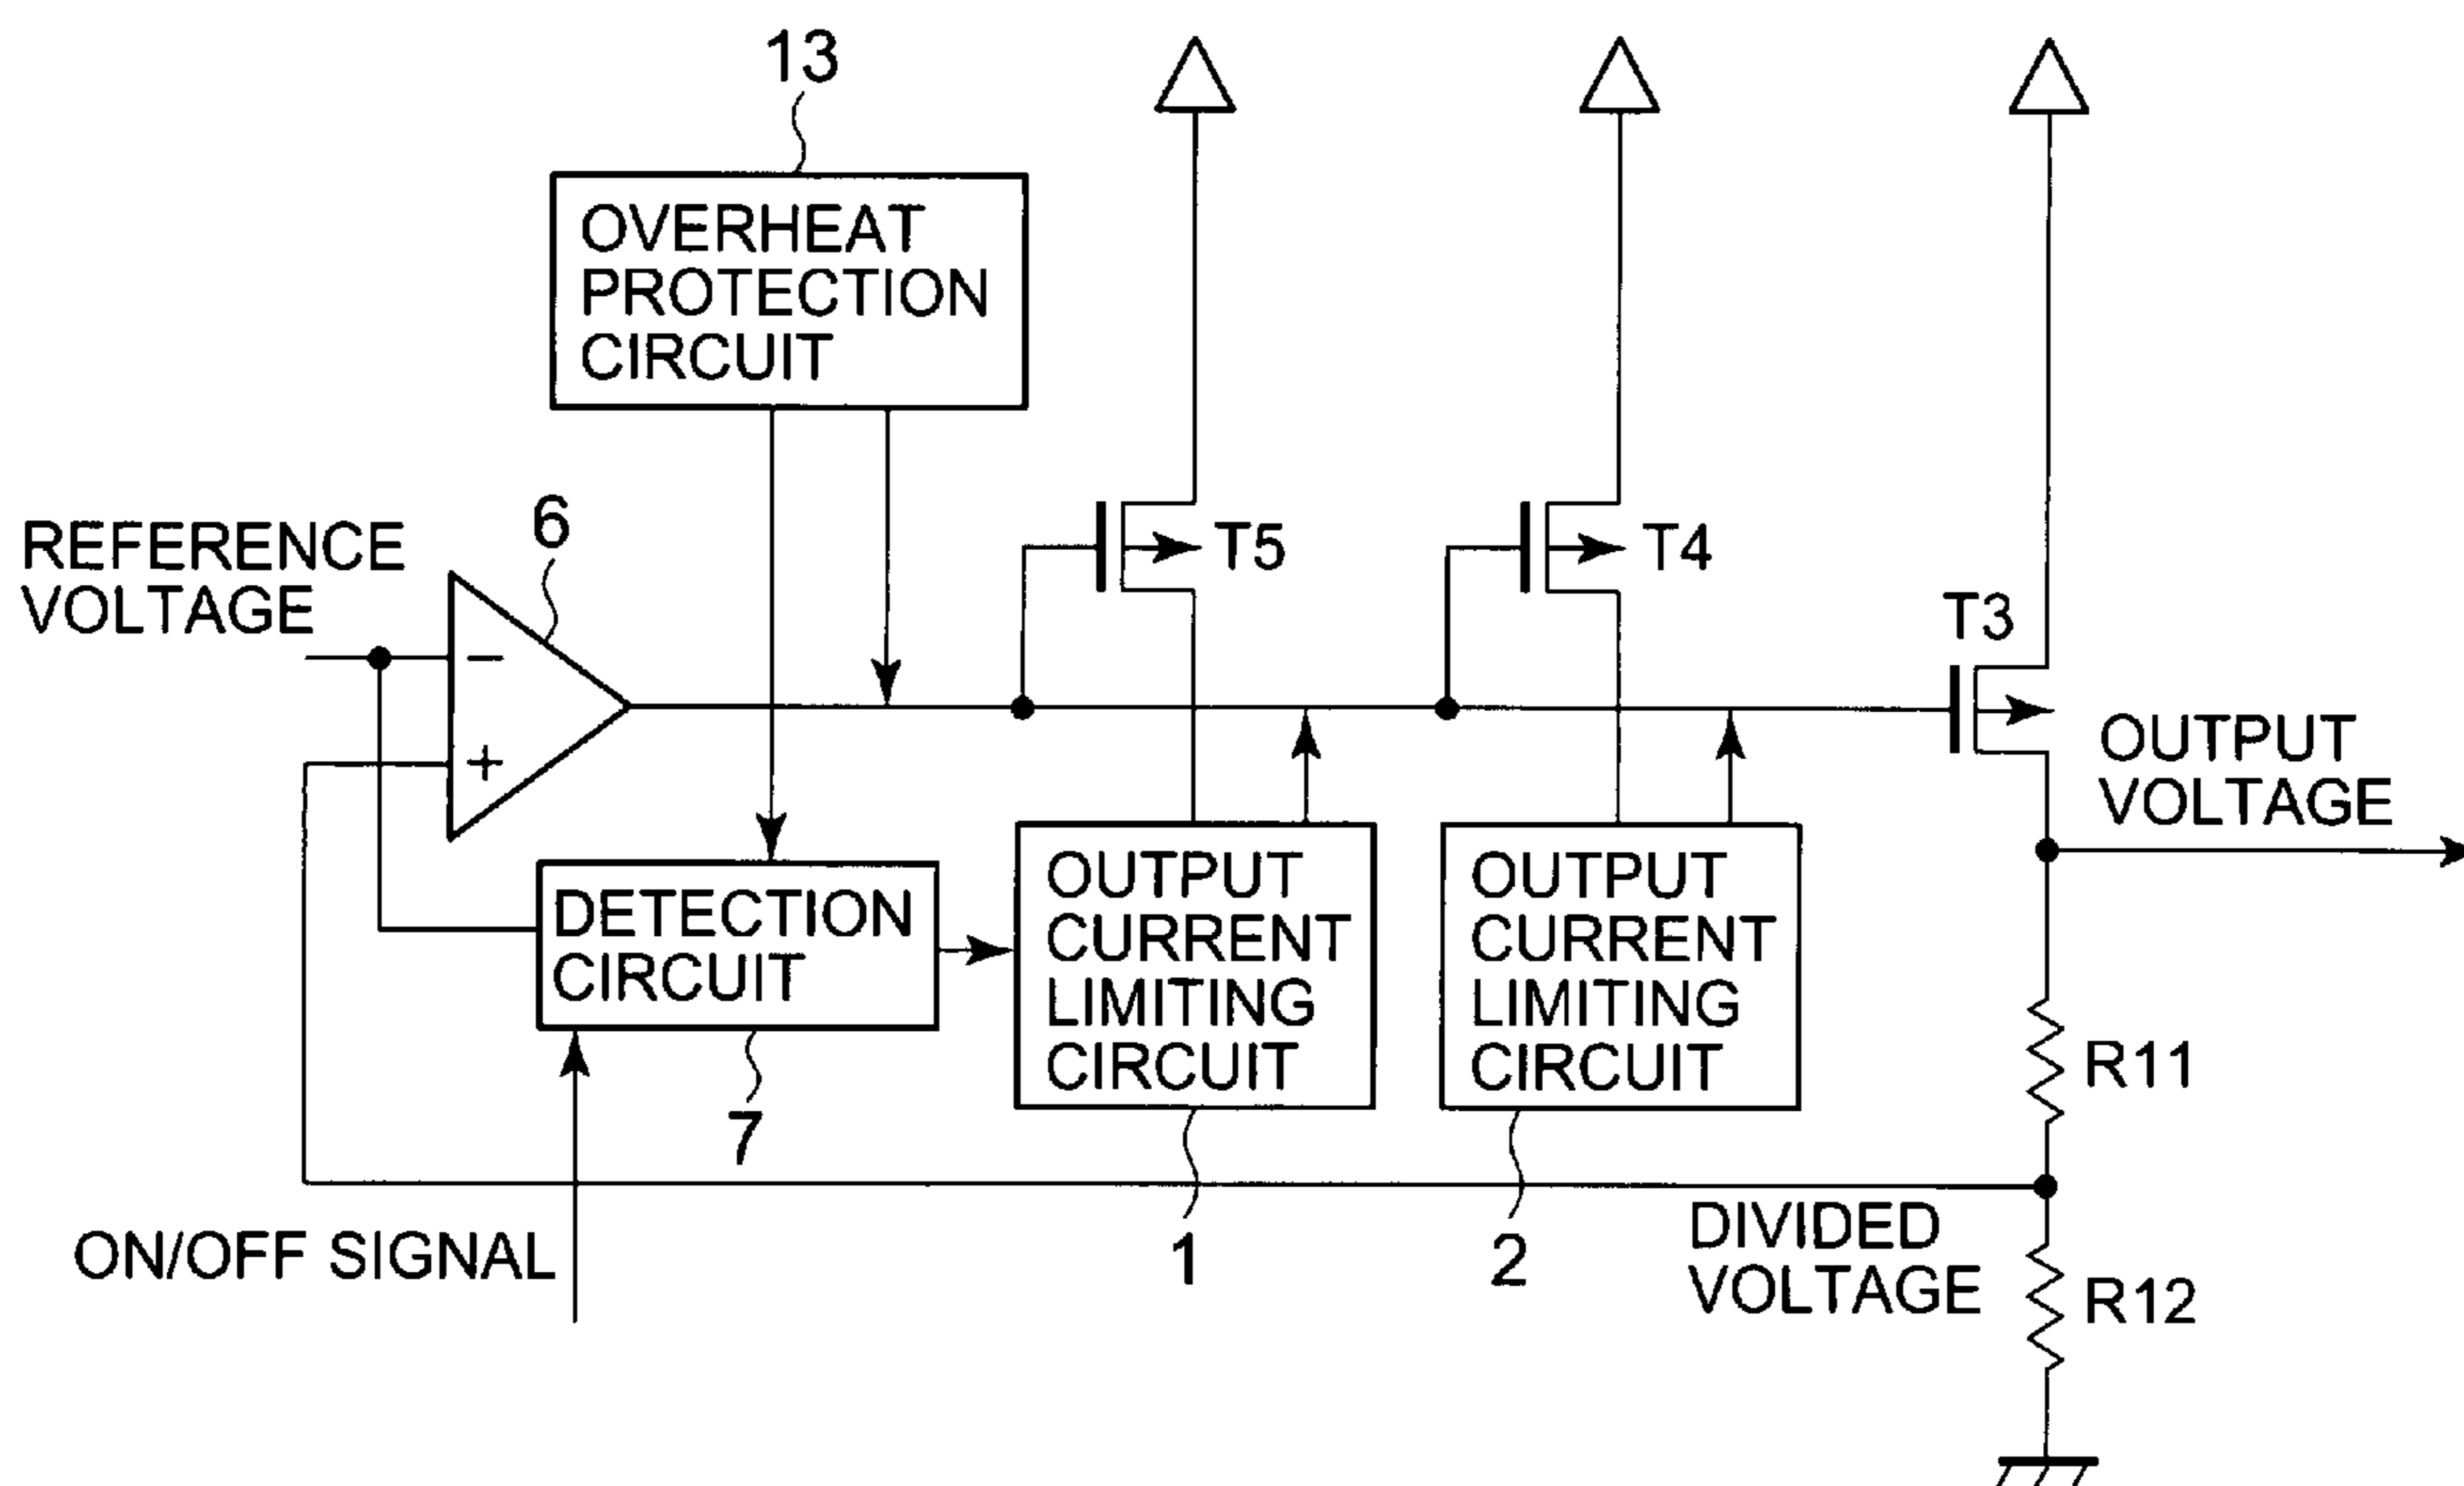 13
OVERHEAT
PROTECTION
CIRCUIT
REFERENCE
VOLTAGE
6
−
+
T5
T4
T3
OUTPUT
VOLTAGE
DETECTION
CIRCUIT
7
OUTPUT
CURRENT
LIMITING
CIRCUIT
1
OUTPUT
CURRENT
LIMITING
CIRCUIT
2
R11
DIVIDED
VOLTAGE
R12
ON/OFF SIGNAL